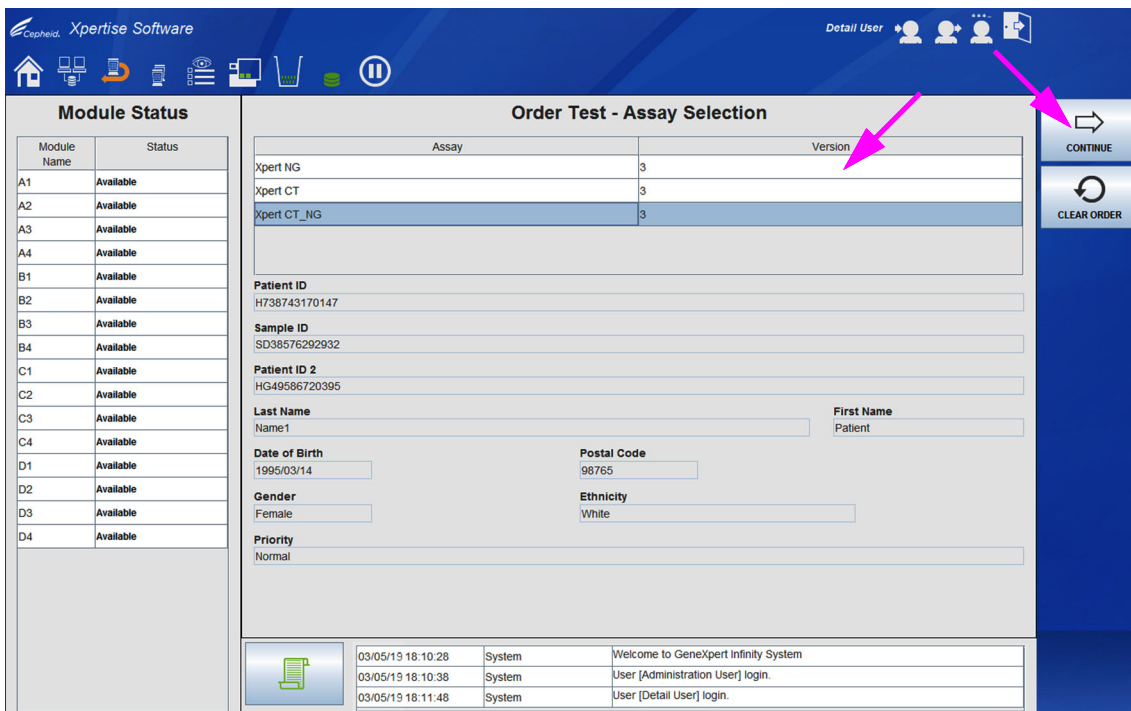 Cepheid. Xpertise Software
Detail User
Module Status
Module Name Status
A1 Available
A2 Available
A3 Available
A4 Available
B1 Available
B2 Available
B3 Available
B4 Available
C1 Available
C2 Available
C3 Available
C4 Available
D1 Available
D2 Available
D3 Available
D4 Available
Order Test - Assay Selection
Assay Version
Xpert NG 3
Xpert CT 3
Xpert CT_NG 3
Patient ID
H738743170147
Sample ID
SD38576292932
Patient ID 2
HG49586720395
Last Name First Name
Name1 Patient
Date of Birth Postal Code
1995/03/14 98765
Gender Ethnicity
Female White
Priority
Normal
03/05/19 18:10:28 System Welcome to GeneXpert Infinity System
03/05/19 18:10:38 System User [Administration User] login.
03/05/19 18:11:48 System User [Detail User] login.
CONTINUE
CLEAR ORDER